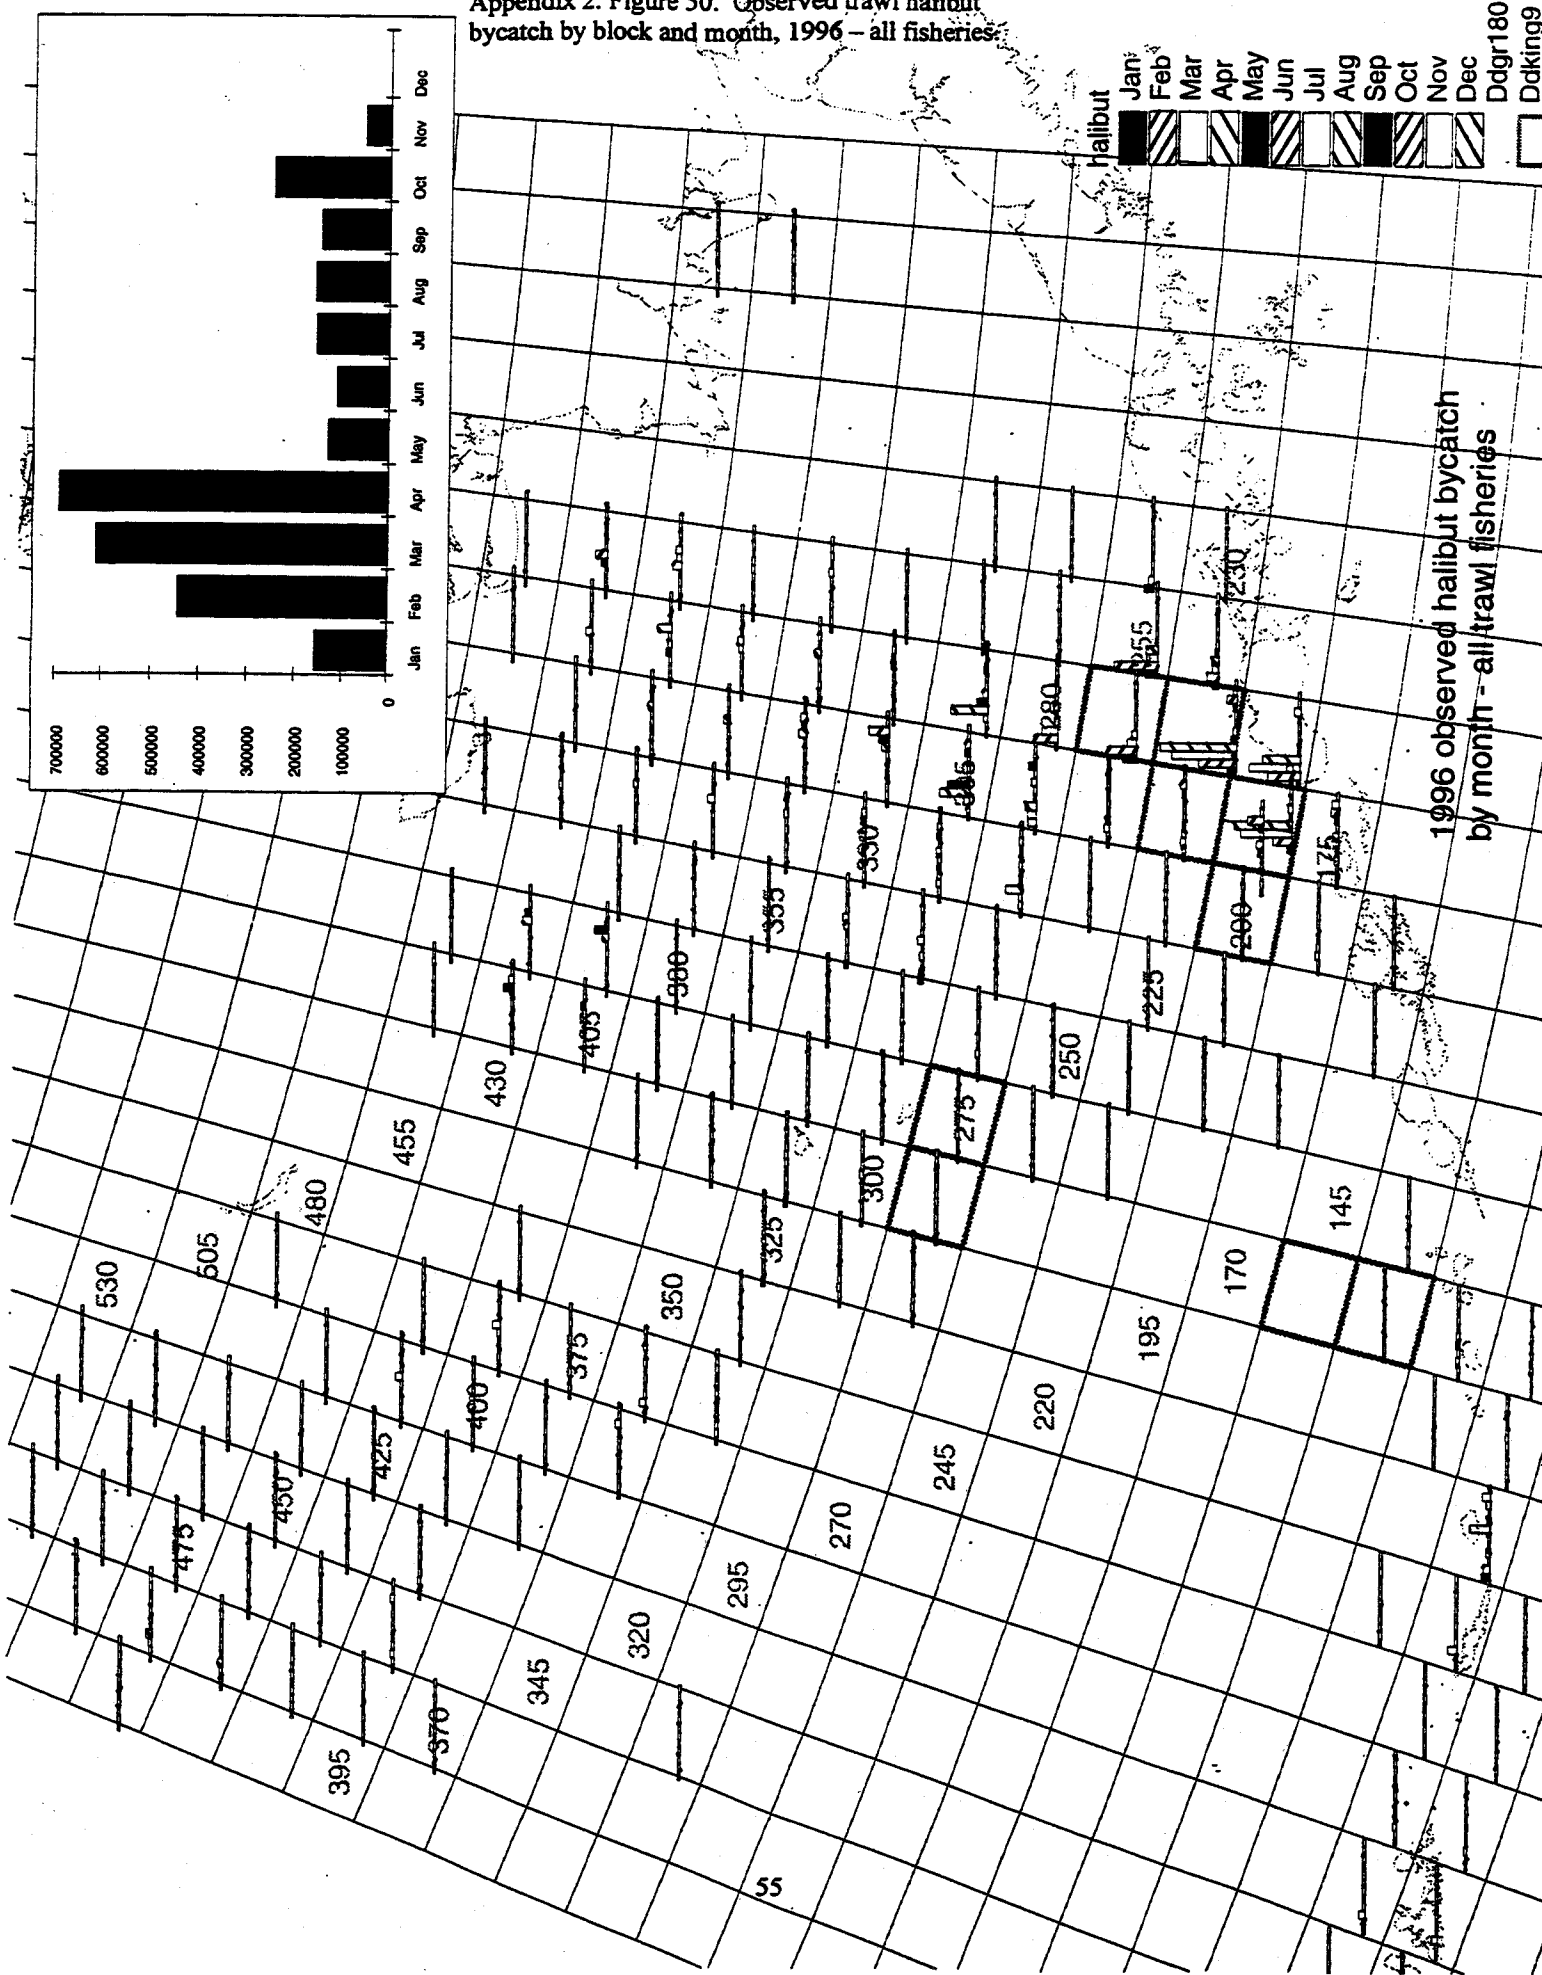 Appendix 2. Figure 30. Observed trawl halibut
bycatch by block and month, 1996 – all fisheries
700000
600000
500000
400000
300000
200000
100000
0
Jan
Feb
Mar
Apr
May
Jun
Jul
Aug
Sep
Oct
Nov
Dec
halibut
Jan
Feb
Mar
Apr
May
Jun
Jul
Aug
Sep
Oct
Nov
Dec
Ddgr180
Ddking9
530
505
480
455
430
405
380
355
330
305
280
255
230
475
450
425
400
375
350
325
300
275
250
225
200
175
395
370
345
320
295
270
245
220
195
170
145
1996 observed halibut bycatch
by month - all trawl fisheries
55